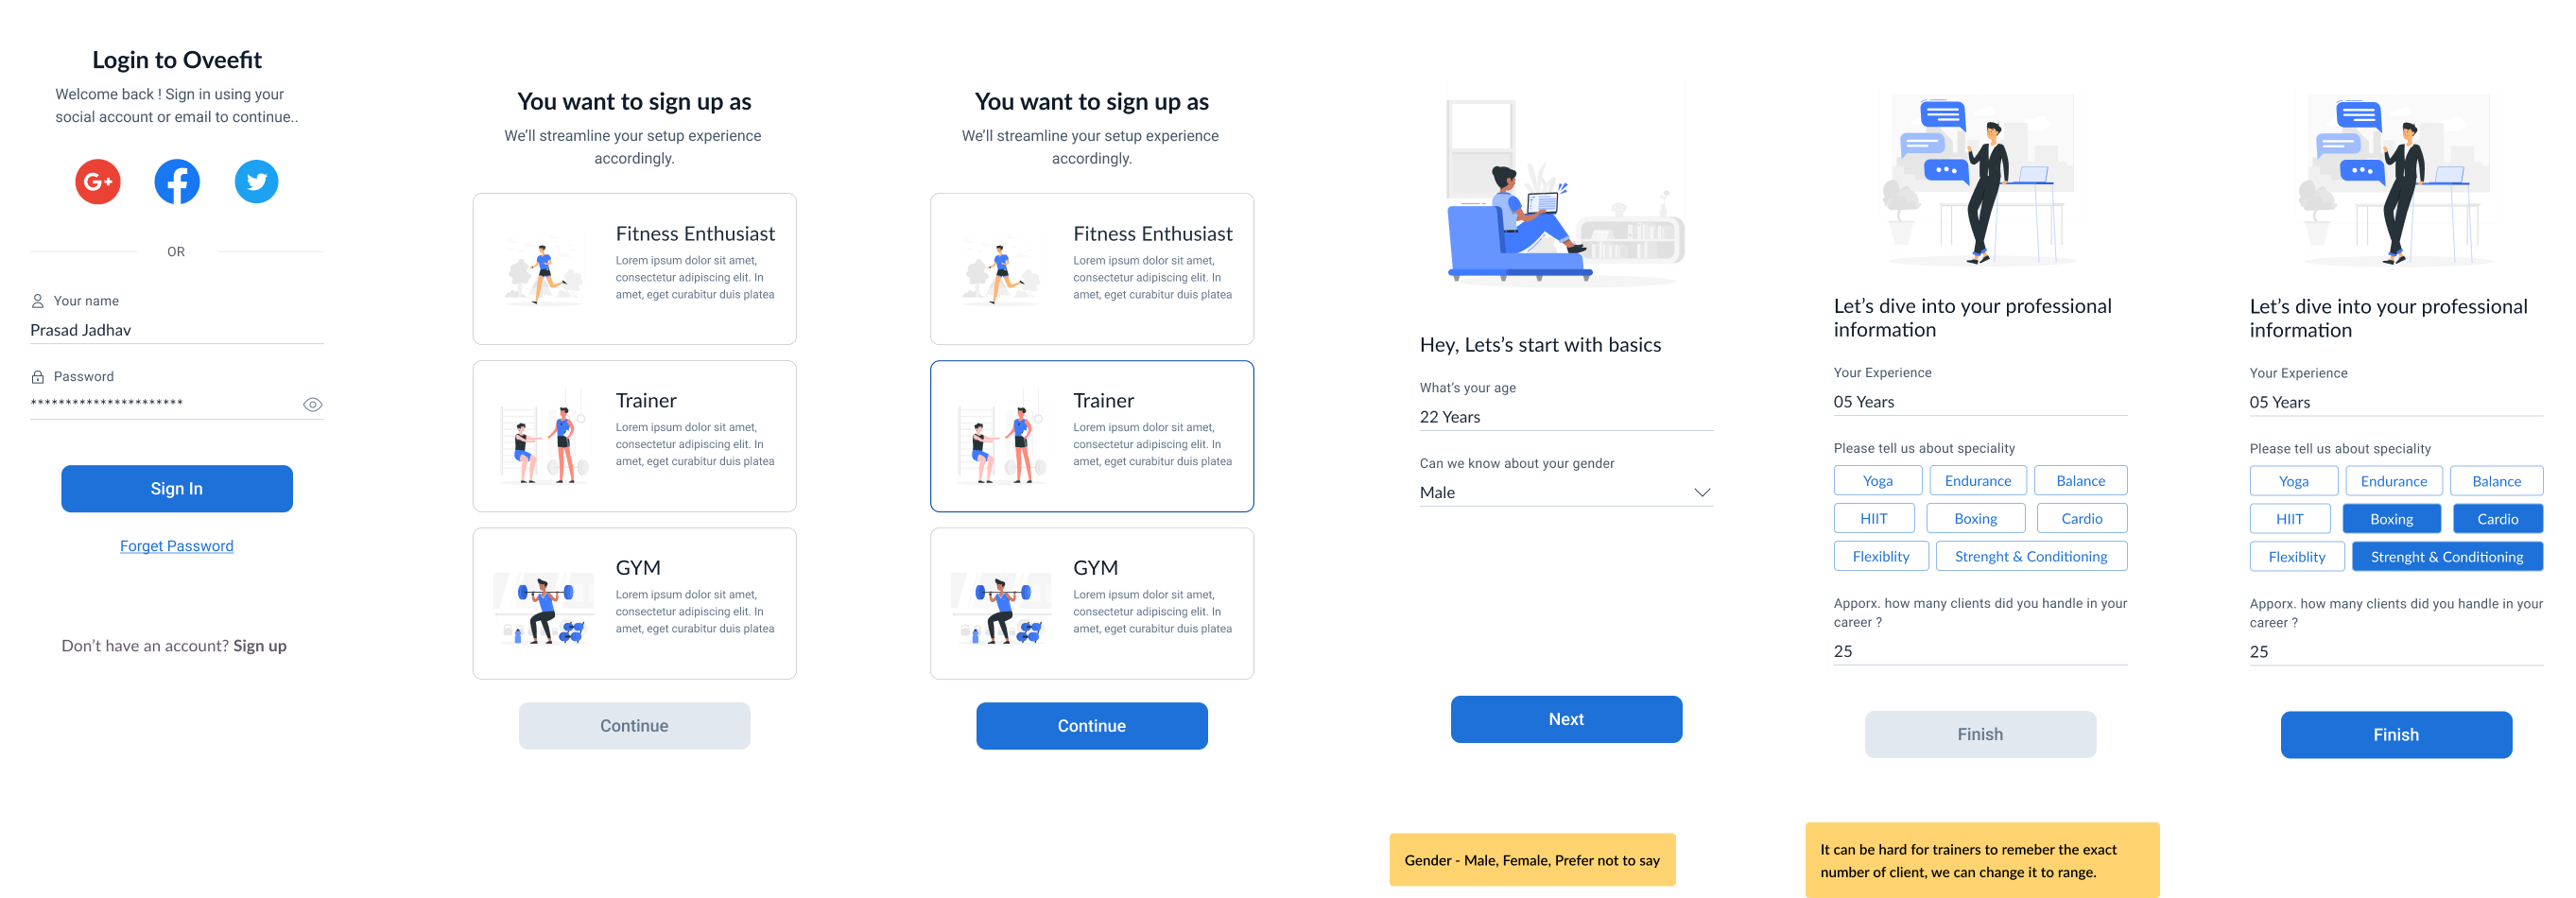 Login to Oveefit
Welcome back ! Sign in using your
social account or email to continue..
G+
OR
Your name
Prasad Jadhav
Password
**********************
Sign In
Forget Password
Don't have an account? Sign up
You want to sign up as
We'll streamline your setup experience
accordingly.
Fitness Enthusiast
Lorem ipsum dolor sit amet,
consectetur adipiscing elit. In
amet, eget curabitur duis platea
Trainer
Lorem ipsum dolor sit amet,
consectetur adipiscing elit. In
amet, eget curabitur duis platea
GYM
Lorem ipsum dolor sit amet,
consectetur adipiscing elit. In
amet, eget curabitur duis platea
Continue
You want to sign up as
We'll streamline your setup experience
accordingly.
Fitness Enthusiast
Lorem ipsum dolor sit amet,
consectetur adipiscing elit. In
amet, eget curabitur duis platea
Trainer
Lorem ipsum dolor sit amet,
consectetur adipiscing elit. In
amet, eget curabitur duis platea
GYM
Lorem ipsum dolor sit amet,
consectetur adipiscing elit. In
amet, eget curabitur duis platea
Continue
Hey, Lets's start with basics
What's your age
22 Years
Can we know about your gender
Male
Next
Gender - Male, Female, Prefer not to say
Let's dive into your professional
information
Your Experience
05 Years
Please tell us about speciality
Yoga Endurance Balance
HIIT Boxing Cardio
Flexiblity Strenght & Conditioning
Apporx. how many clients did you handle in your
career ?
25
Finish
It can be hard for trainers to remeber the exact
number of client, we can change it to range.
Let's dive into your professional
information
Your Experience
05 Years
Please tell us about speciality
Yoga Endurance Balance
HIIT Boxing Cardio
Flexiblity Strenght & Conditioning
Apporx. how many clients did you handle in your
career ?
25
Finish